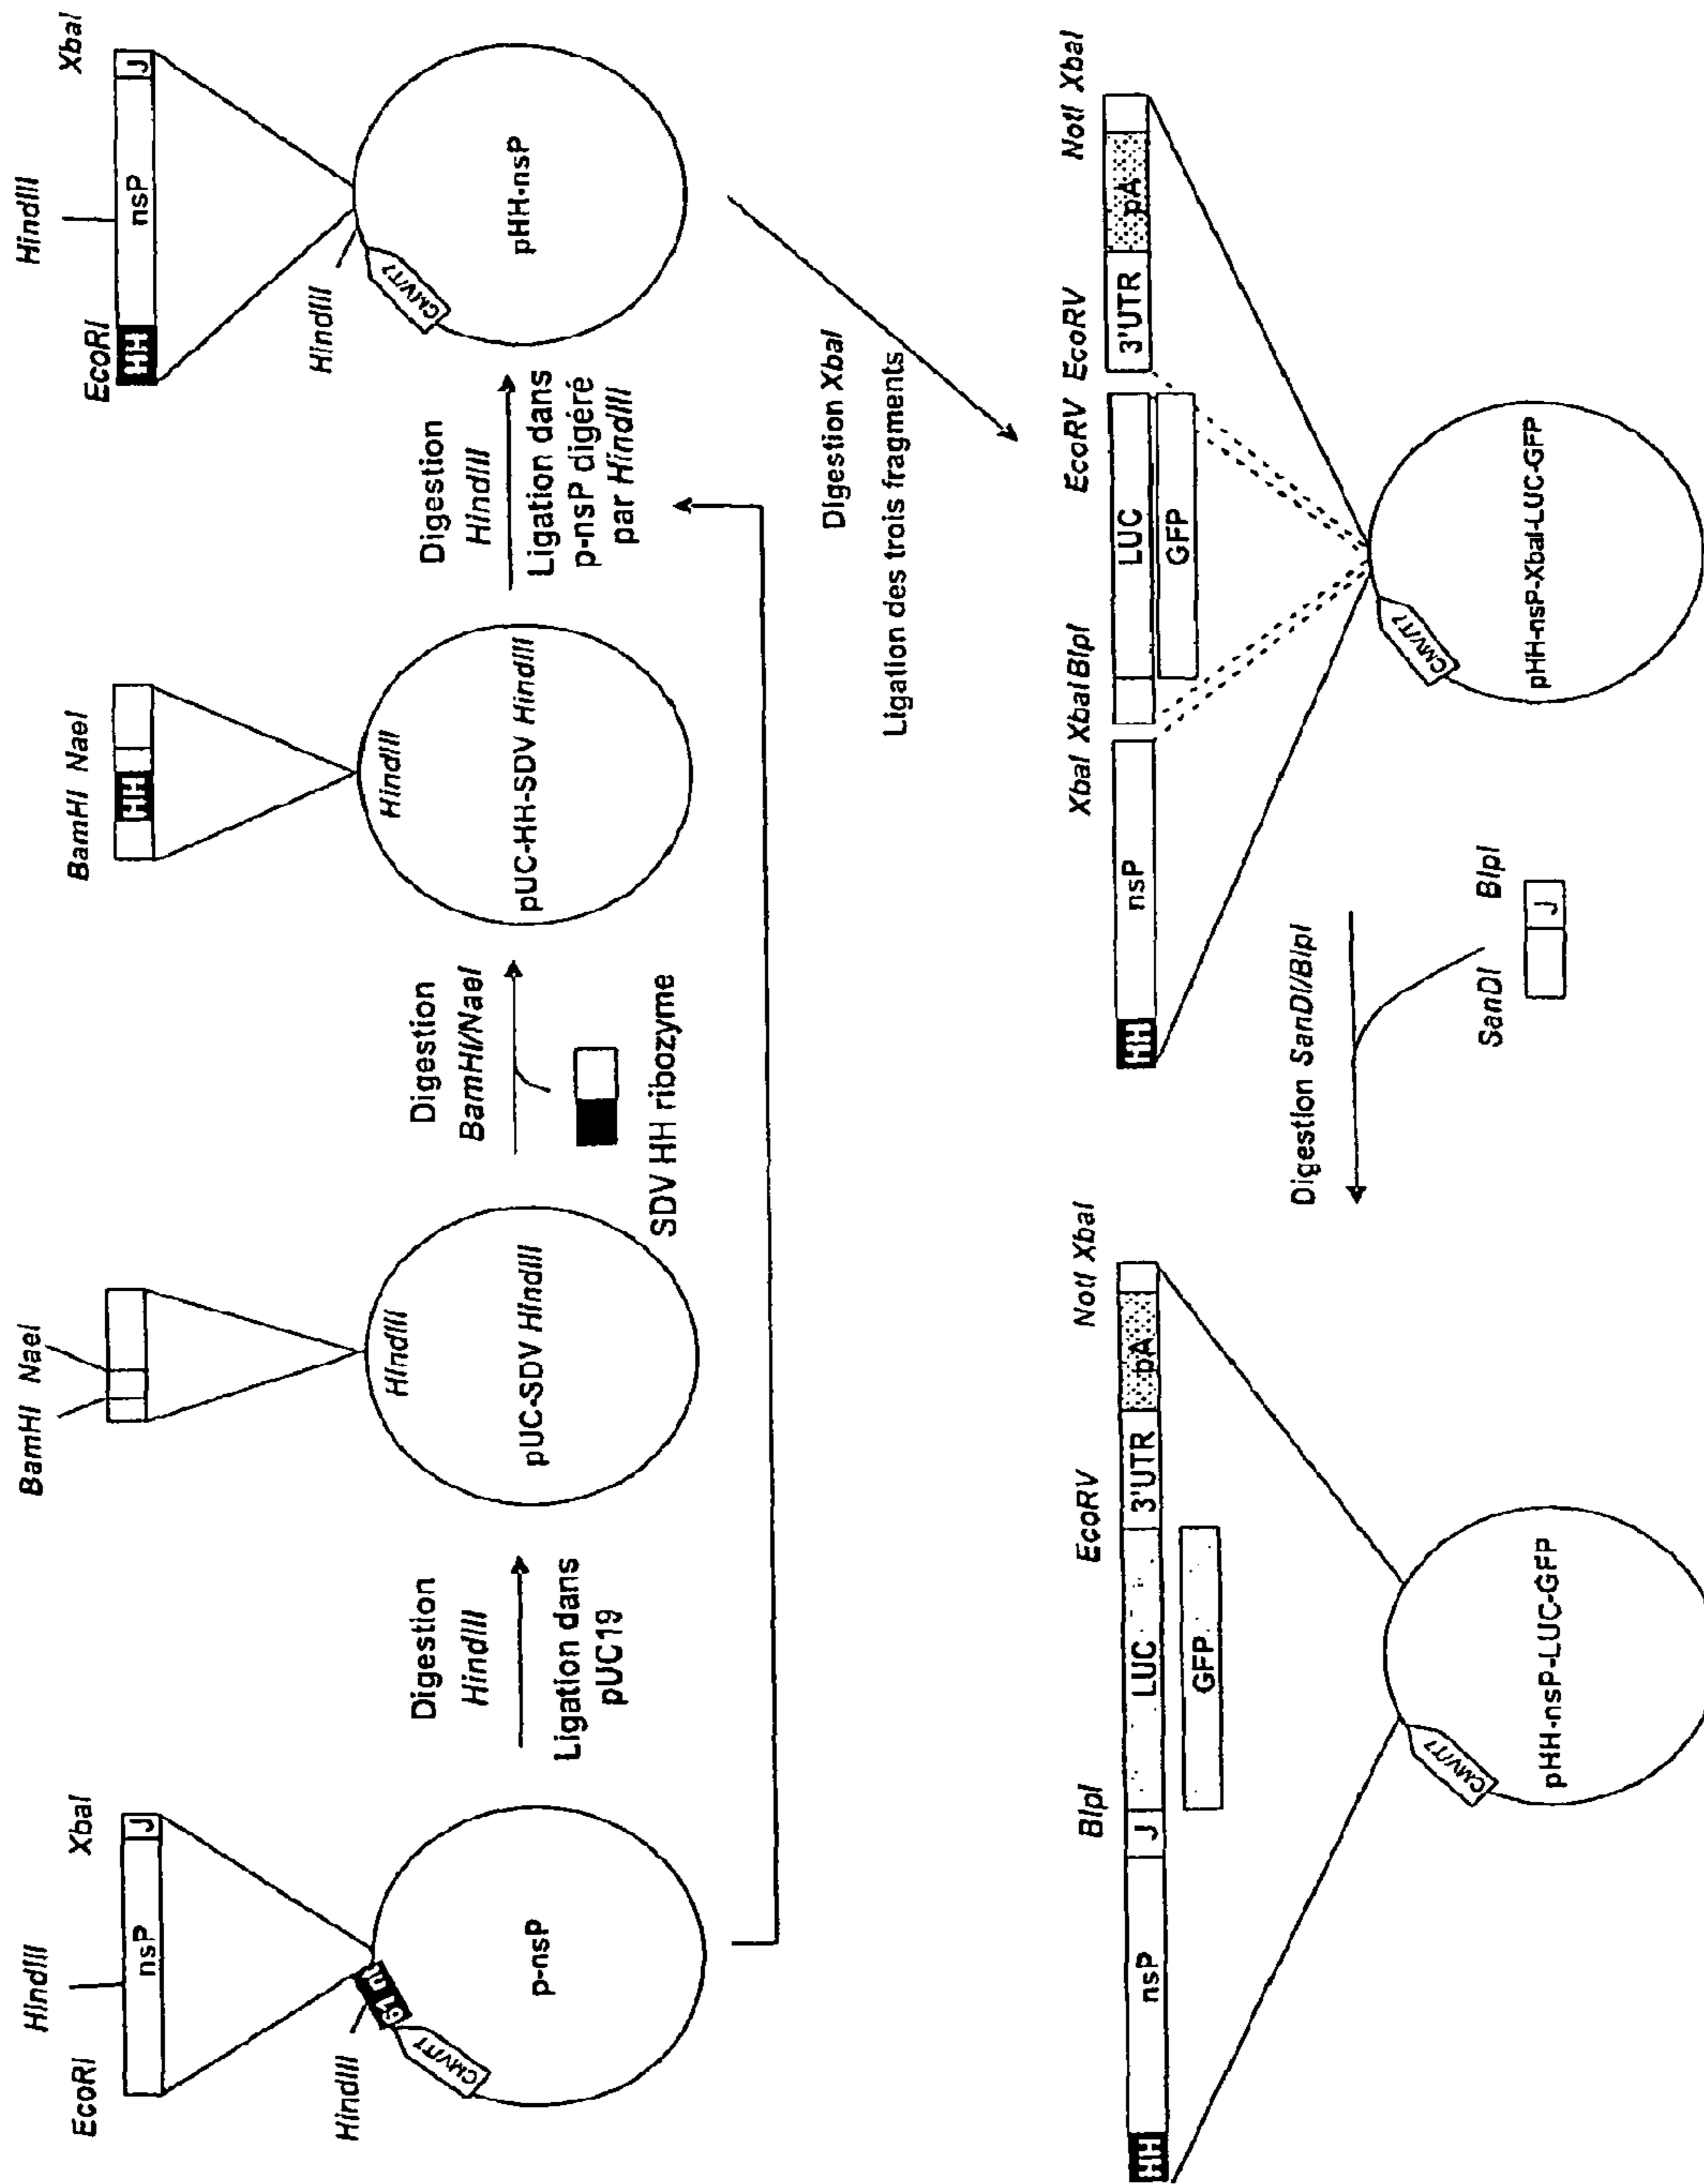 EcoRI HindIII XbaI
nsP J
HindIII
61 nt
CMV/T7
p-nsP
Digestion
HindIII
Ligation dans
pUC19
BamHI NaeI
HindIII
pUC-SDV HindIII
Digestion
BamHI/NaeI
SDV HH ribozyme
BamHI NaeI
HH
HindIII
pUC-HH-SDV HindIII
Digestion
HindIII
Ligation dans
p-nsP digéré
par HindIII
EcoRI HindIII XbaI
HH nsP J
HindIII
CMV/T7
pHH-nsP
Digestion XbaI
Ligation des trois fragments
XbaI XbaI BlpI EcoRV EcoRV NotI XbaI
HH nsP LUC 3'UTR pA
GFP
CMV/T7
pHH-nsP-XbaI-LUC-GFP
Digestion SanDI/BlpI
SanDI BlpI
J
BlpI EcoRV NotI XbaI
HH nsP J LUC 3'UTR pA
GFP
CMV/T7
pHH-nsP-LUC-GFP